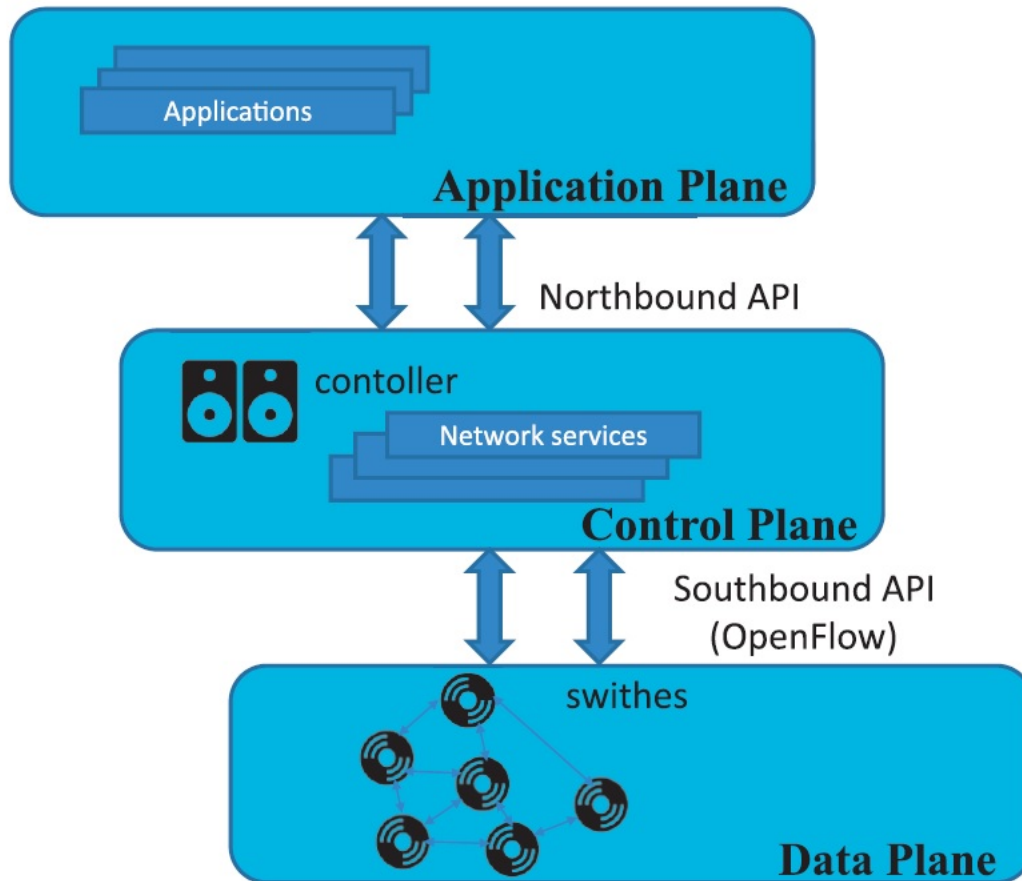 Applications
Application Plane
Northbound API
contoller
Network services
Control Plane
Southbound API
(OpenFlow)
swithes
Data Plane